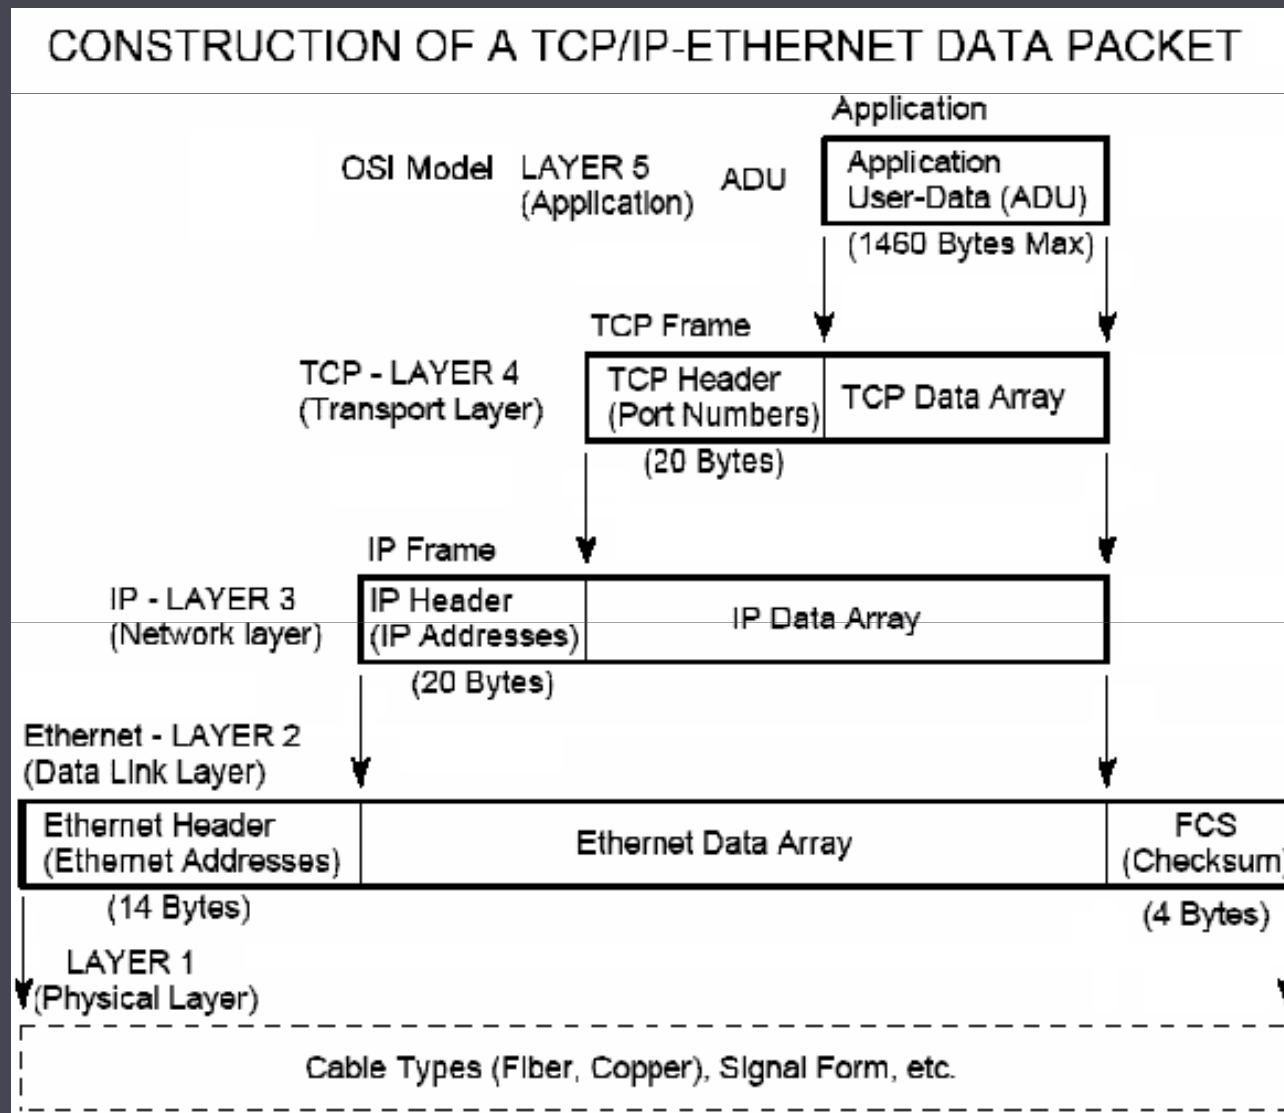 CONSTRUCTION OF A TCP/IP-ETHERNET DATA PACKET
Application
OSI Model LAYER 5
(Application)
ADU
Application
User-Data (ADU)
(1460 Bytes Max)
TCP Frame
TCP - LAYER 4
(Transport Layer)
TCP Header
(Port Numbers)
TCP Data Array
(20 Bytes)
IP Frame
IP - LAYER 3
(Network layer)
IP Header
(IP Addresses)
IP Data Array
(20 Bytes)
Ethernet - LAYER 2
(Data Link Layer)
Ethernet Header
(Ethernet Addresses)
Ethernet Data Array
FCS
(Checksum)
(14 Bytes)
(4 Bytes)
LAYER 1
(Physical Layer)
Cable Types (Fiber, Copper), Signal Form, etc.